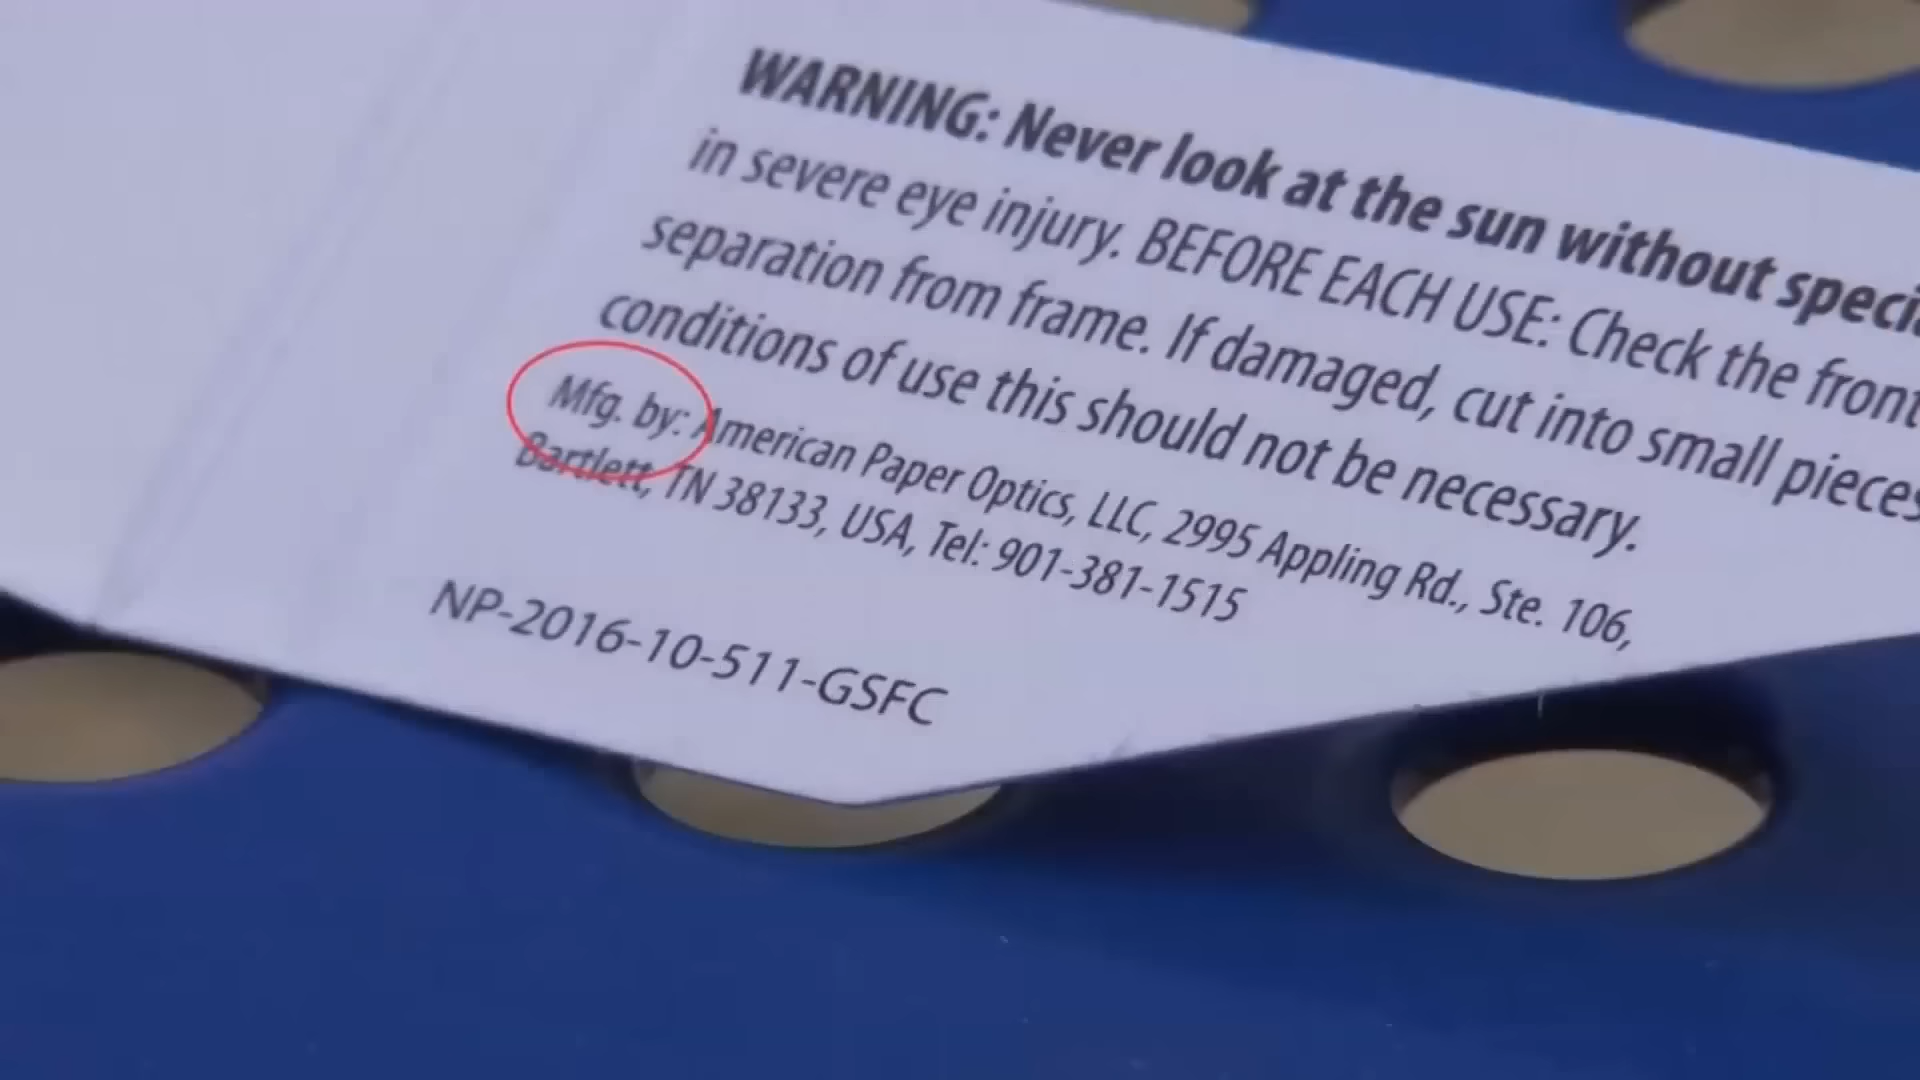 WARNING: Never look at the sun without
in severe eye injury. BEFORE EACH USE: Check the front
separation from frame. If damaged, cut into small pieces
conditions of use this should not be necessary.
Mfg. by: American Paper Optics, LLC, 2995 Appling Rd., Ste. 106,
Bartlett, TN 38133, USA, Tel: 901-381-1515
NP-2016-10-511-GSFC